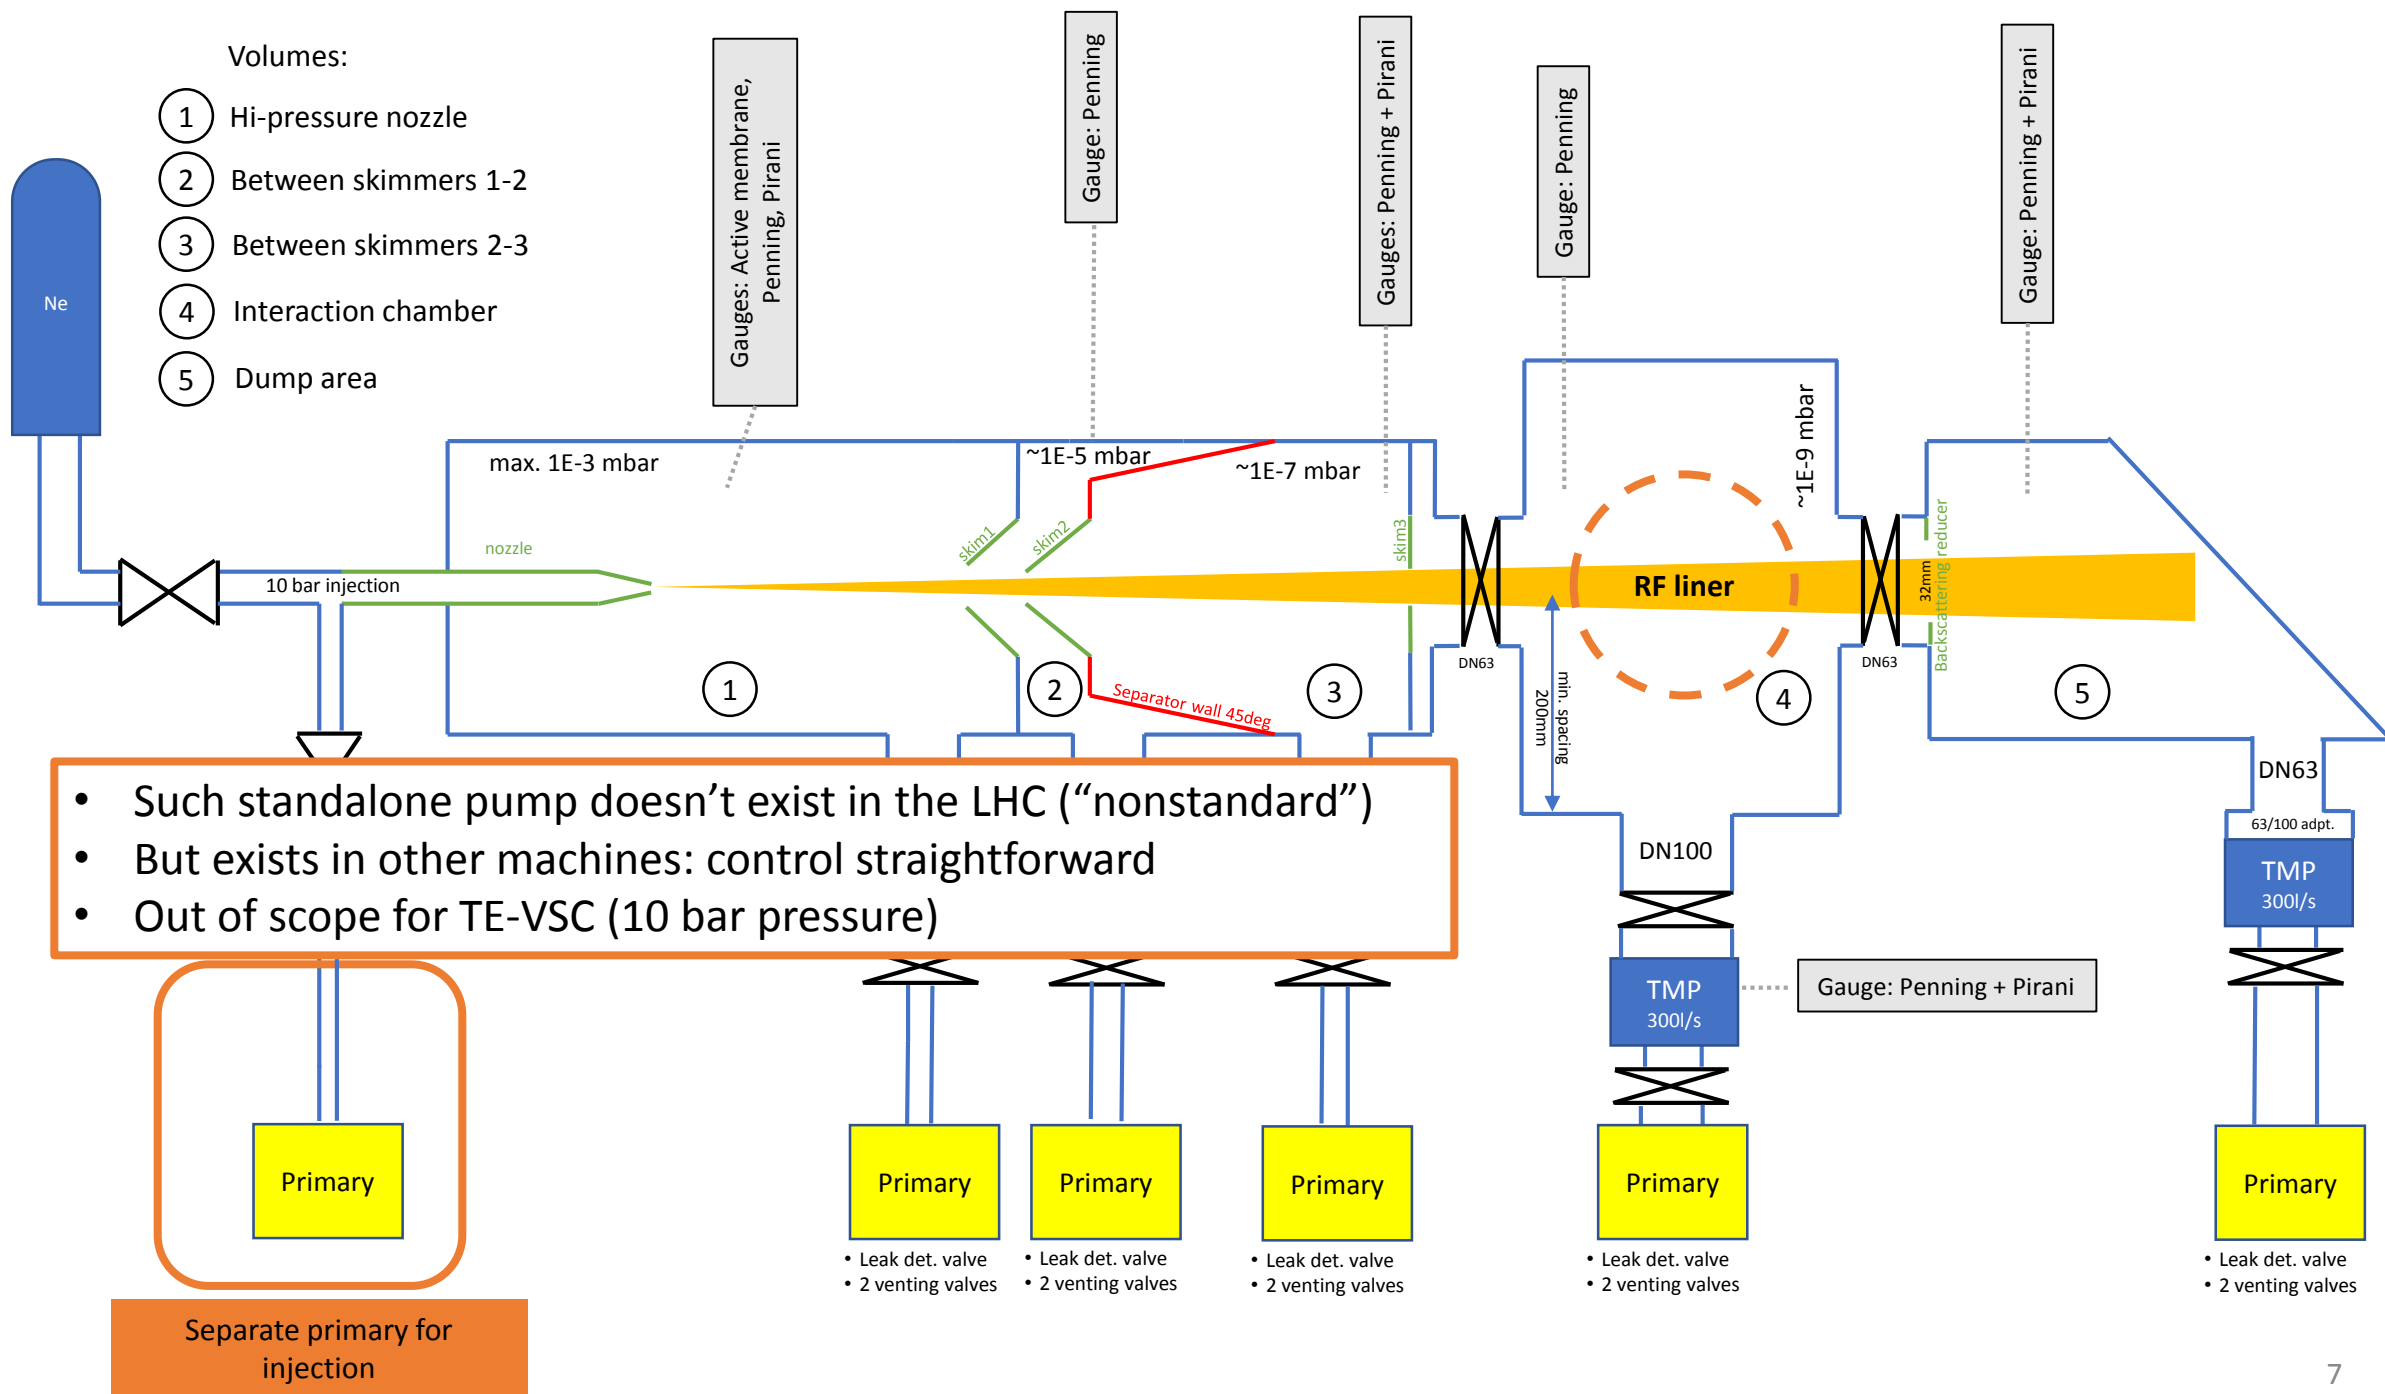 Volumes:
1 Hi-pressure nozzle
2 Between skimmers 1-2
3 Between skimmers 2-3
4 Interaction chamber
5 Dump area
Ne
Gauges: Active membrane,
Penning, Pirani
Gauge: Penning
Gauges: Penning + Pirani
Gauge: Penning
Gauge: Penning + Pirani
max. 1E-3 mbar
~1E-5 mbar
~1E-7 mbar
~1E-9 mbar
nozzle
10 bar injection
skim1
skim2
skim3
RF liner
32mm
Backscattering reducer
DN63
DN63
min. spacing
200mm
Separator wall 45deg
1
2
3
4
5
• Such standalone pump doesn’t exist in the LHC (“nonstandard”)
• But exists in other machines: control straightforward
• Out of scope for TE-VSC (10 bar pressure)
DN100
DN63
63/100 adpt.
TMP
300l/s
TMP
300l/s
Gauge: Penning + Pirani
Primary
Primary
Primary
Primary
Primary
Primary
• Leak det. valve
• 2 venting valves
• Leak det. valve
• 2 venting valves
• Leak det. valve
• 2 venting valves
• Leak det. valve
• 2 venting valves
• Leak det. valve
• 2 venting valves
Separate primary for
injection
7